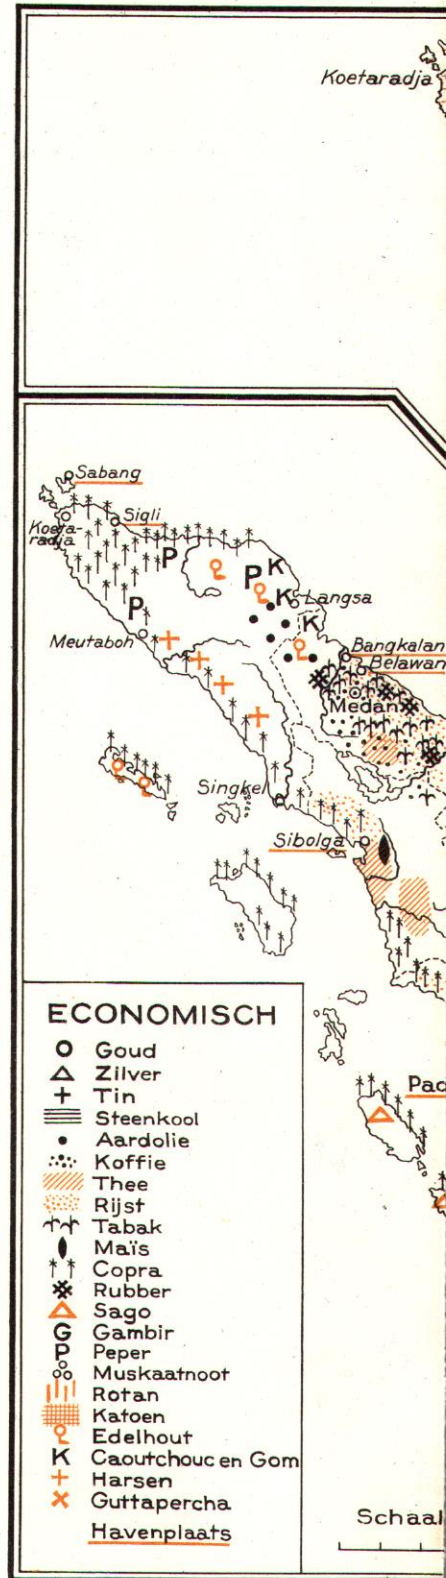 Koetaradja
Sabang
Sigli
Koeta-
radja
P
K
P
K
Langsa
P
K
Meutaboh
Bangkalan
Belawan
Medan
Singkel
Sibolga
Pad
ECONOMISCH
Goud
Zilver
Tin
Steenkool
Aardolie
Koffie
Thee
Rijst
Tabak
Maïs
Copra
Rubber
Sago
G Gambir
P Peper
Muskaatnoot
Rotan
Katoen
Edelhout
K Caoutchouc en Gom
Harsen
Guttapercha
Havenplaats
Schaal